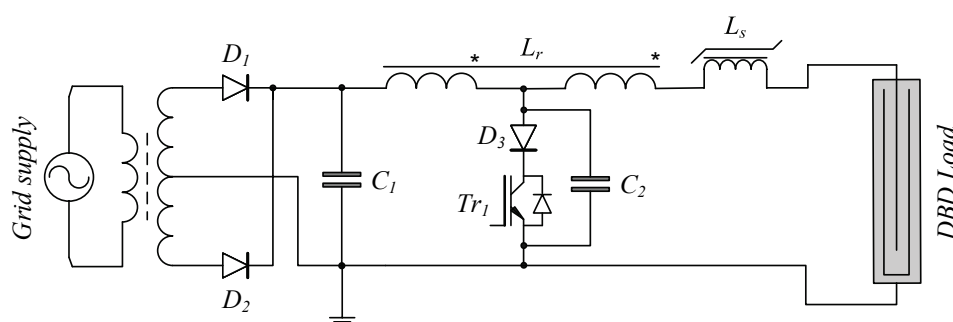 Grid supply
D1
D2
C1
*
Lr
*
Ls
D3
Tr1
C2
DBD Load